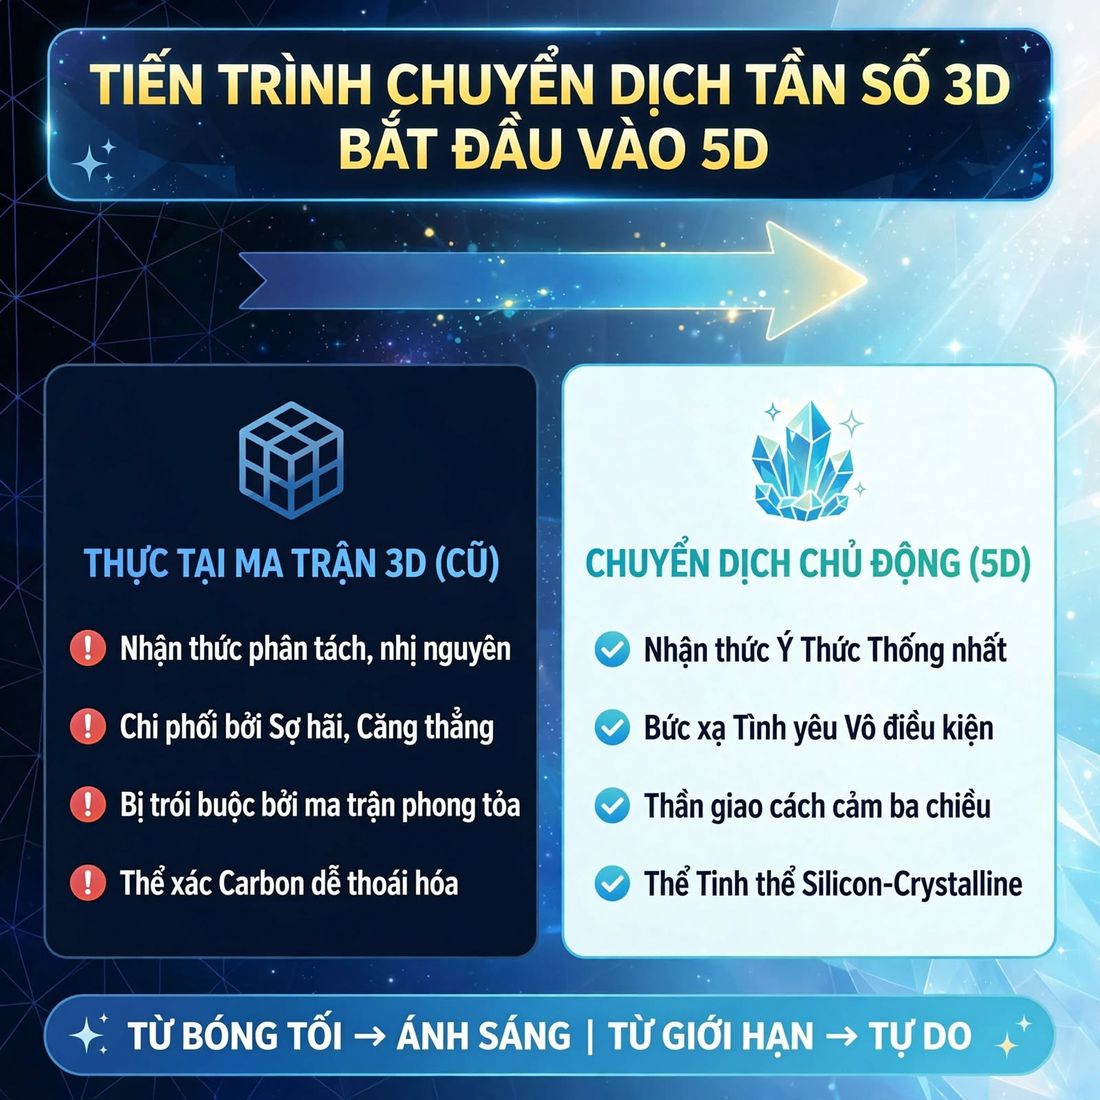 TIẾN TRÌNH CHUYỂN DỊCH TẦN SỐ 3D
BẮT ĐẦU VÀO 5D
THỰC TẠI MA TRẬN 3D (CŨ)
! Nhận thức phân tách, nhị nguyên
! Chi phối bởi Sợ hãi, Căng thẳng
! Bị trói buộc bởi ma trận phong tỏa
! Thể xác Carbon dễ thoái hóa
CHUYỂN DỊCH CHỦ ĐỘNG (5D)
Nhận thức Ý Thức Thống nhất
Bức xạ Tình yêu Vô điều kiện
Thần giao cách cảm ba chiều
Thể Tinh thể Silicon-Crystalline
TỪ BÓNG TỐI → ÁNH SÁNG | TỪ GIỚI HẠN → TỰ DO